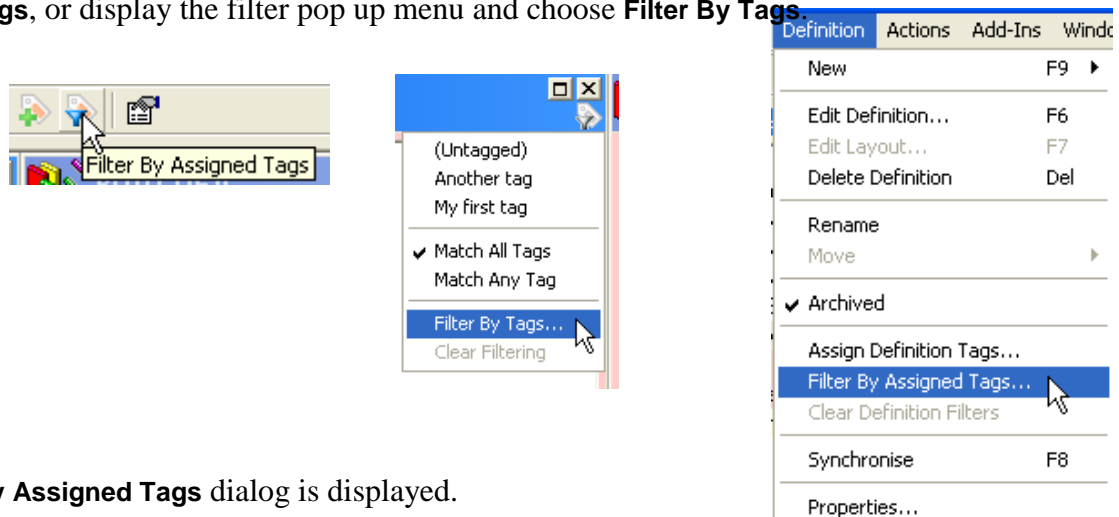 gs, or display the filter pop up menu and choose Filter By Tags.
Filter By Assigned Tags
(Untagged)
Another tag
My first tag
Match All Tags
Match Any Tag
Filter By Tags...
Clear Filtering
Definition Actions Add-Ins Windo
New F9
Edit Definition... F6
Edit Layout... F7
Delete Definition Del
Rename
Move
Archived
Assign Definition Tags...
Filter By Assigned Tags...
Clear Definition Filters
Synchronise F8
Properties...
y Assigned Tags dialog is displayed.